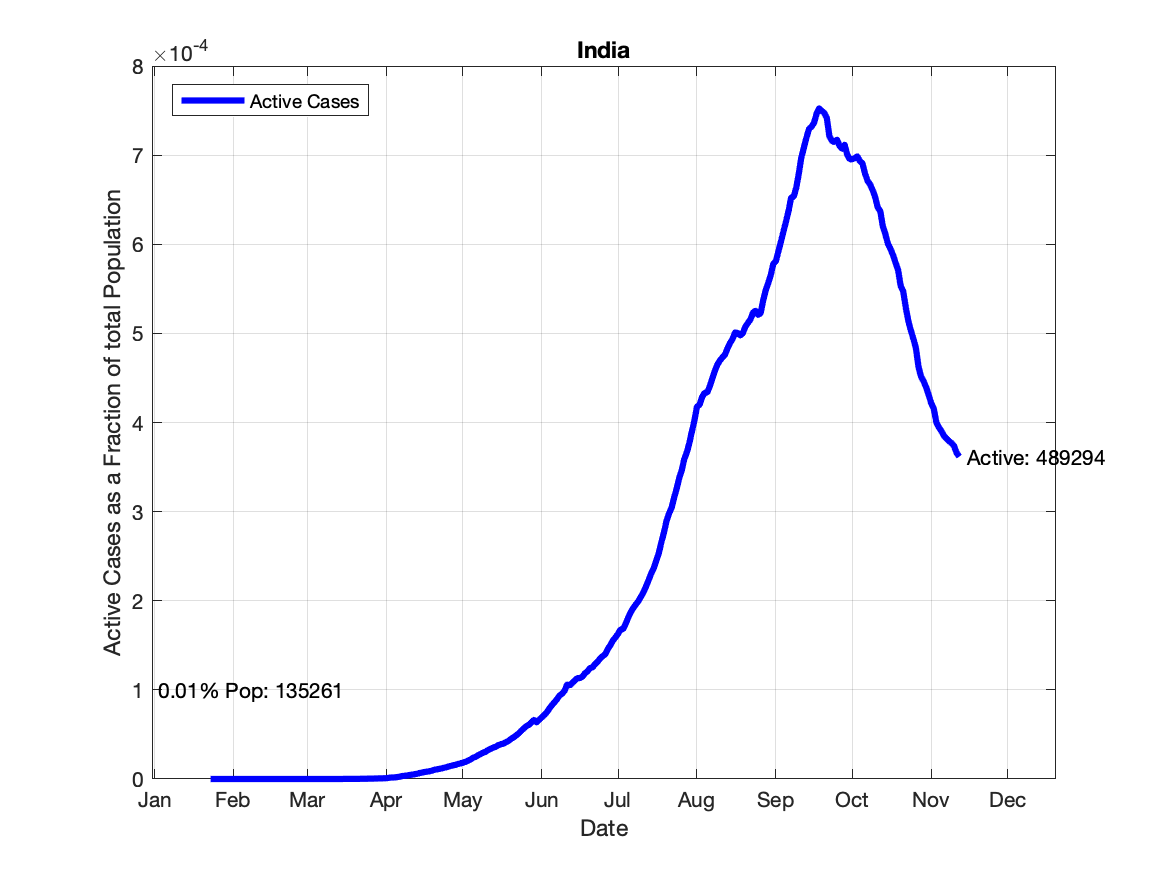 India
×10-4
Active Cases
8
7
6
5
4
3
2
1
0
Active Cases as a Fraction of total Population
Active: 489294
0.01% Pop: 135261
Jan Feb Mar Apr May Jun Jul Aug Sep Oct Nov Dec
Date